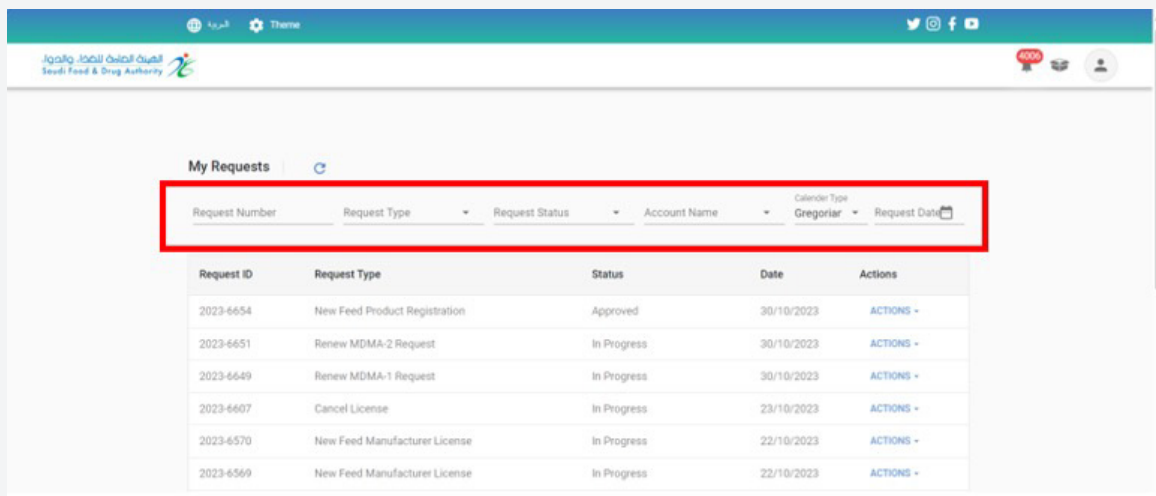 العربية Theme
الهيئة العامة للغذاء والدواء
Saudi Food & Drug Authority
4006
My Requests
Calender Type
Request Number Request Type Request Status Account Name Gregoriar Request Date
Request ID Request Type Status Date Actions
2023-6654 New Feed Product Registration Approved 30/10/2023 ACTIONS
2023-6651 Renew MDMA-2 Request In Progress 30/10/2023 ACTIONS
2023-6649 Renew MDMA-1 Request In Progress 30/10/2023 ACTIONS
2023-6607 Cancel License In Progress 23/10/2023 ACTIONS
2023-6570 New Feed Manufacturer License In Progress 22/10/2023 ACTIONS
2023-6569 New Feed Manufacturer License In Progress 22/10/2023 ACTIONS